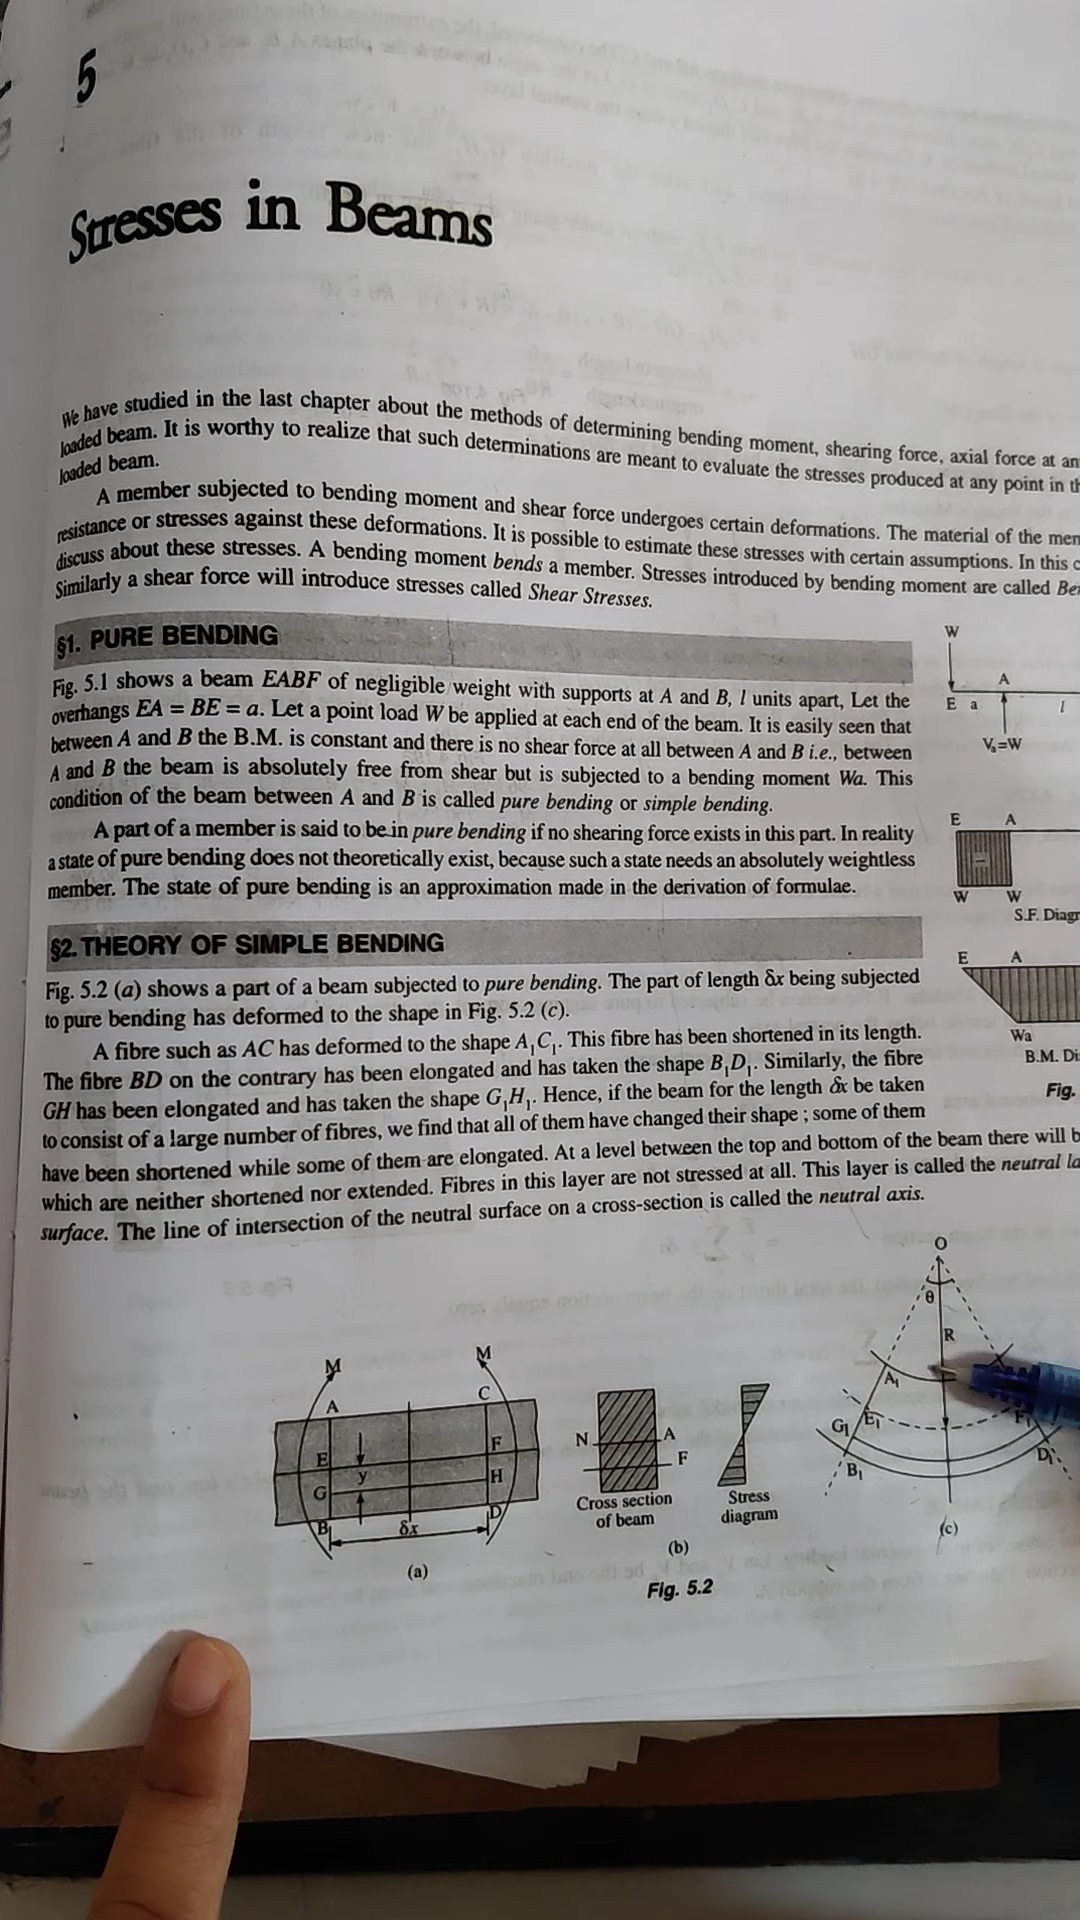 5
Stresses in Beams
We have studied in the last chapter about the methods of determining bending moment, shearing force, axial force at
loaded beam. It is worthy to realize that such determinations are meant to evaluate the stresses produced at any point in
loaded beam.
A member subjected to bending moment and shear force undergoes certain deformations. The material of the
resistance or stresses against these deformations. It is possible to estimate these stresses with certain assumptions. In this
discuss about these stresses. A bending moment bends a member. Stresses introduced by bending moment are called
Similarly a shear force will introduce stresses called Shear Stresses.
§1. PURE BENDING
Fig. 5.1 shows a beam EABF of negligible weight with supports at A and B, l units apart, Let the
overhangs EA = BE = a. Let a point load W be applied at each end of the beam. It is easily seen that
between A and B the B.M. is constant and there is no shear force at all between A and B i.e., between
A and B the beam is absolutely free from shear but is subjected to a bending moment Wa. This
condition of the beam between A and B is called pure bending or simple bending.
A part of a member is said to be in pure bending if no shearing force exists in this part. In reality
a state of pure bending does not theoretically exist, because such a state needs an absolutely weightless
member. The state of pure bending is an approximation made in the derivation of formulae.
W
A
E a l
Vₐ=W
E A
W W
S.F.
§2. THEORY OF SIMPLE BENDING
Fig. 5.2 (a) shows a part of a beam subjected to pure bending. The part of length δx being subjected
to pure bending has deformed to the shape in Fig. 5.2 (c).
A fibre such as AC has deformed to the shape A₁C₁. This fibre has been shortened in its length.
The fibre BD on the contrary has been elongated and has taken the shape B₁D₁. Similarly, the fibre
GH has been elongated and has taken the shape G₁H₁. Hence, if the beam for the length δx be taken
to consist of a large number of fibres, we find that all of them have changed their shape ; some of them
have been shortened while some of them are elongated. At a level between the top and bottom of the beam there will
which are neither shortened nor extended. Fibres in this layer are not stressed at all. This layer is called the neutral
surface. The line of intersection of the neutral surface on a cross-section is called the neutral axis.
E A
Wa
B.M.
Fig.
M M
A C
E F
y
G H
B D
δx
(a)
N A
F
Cross section
of beam
Stress
diagram
(b)
Fig. 5.2
O
θ
R
A₁
G₁ E₁ F₁
B₁ D₁
(c)